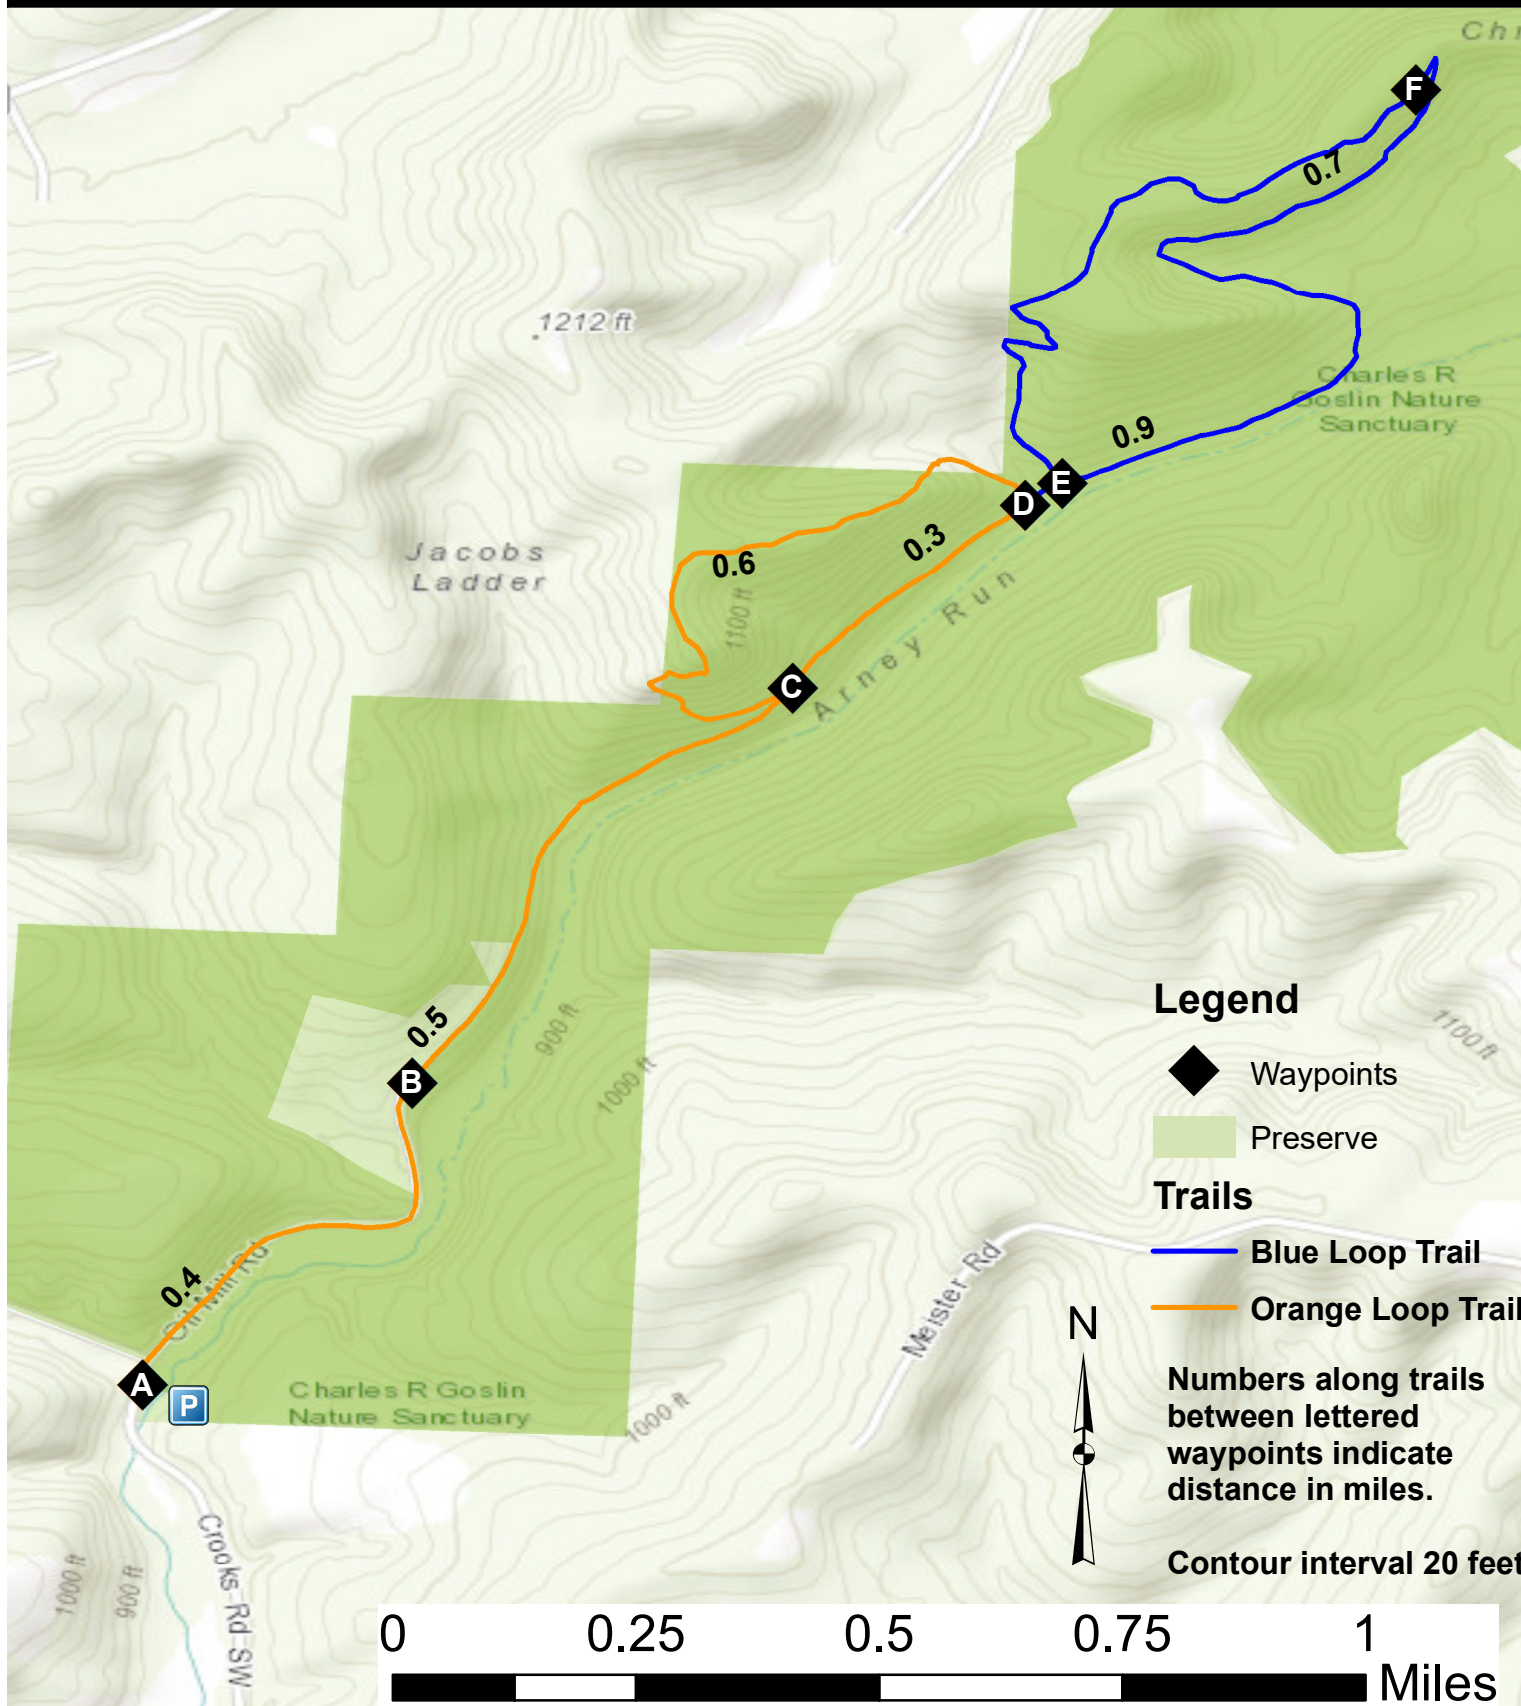 Chr
F
0.7
1212 ft
Charles R
Goslin Nature
Sanctuary
0.9
E
D
0.3
Jacobs
Ladder
0.6
1100 ft
Arney Run
C
Legend
Waypoints
Preserve
Trails
Blue Loop Trail
Orange Loop Trail
0.5
900 ft
1000 ft
1100 ft
B
0.4
Oil Mill Rd
Meister Rd
N
A
P
Charles R Goslin
Nature Sanctuary
1000 ft
Numbers along trails
between lettered
waypoints indicate
distance in miles.
Contour interval 20 feet
1000 ft
900 ft
Crooks Rd SW
0 0.25 0.5 0.75 1
Miles